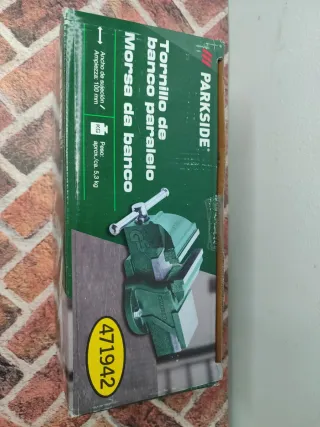 PARKSIDE
Tornillo de
banco paralelo
Morsa da banco
Ancho de sujeción /
Ampiezza: 100 mm
Peso:
aprox./ca. 5,3 kg
471942